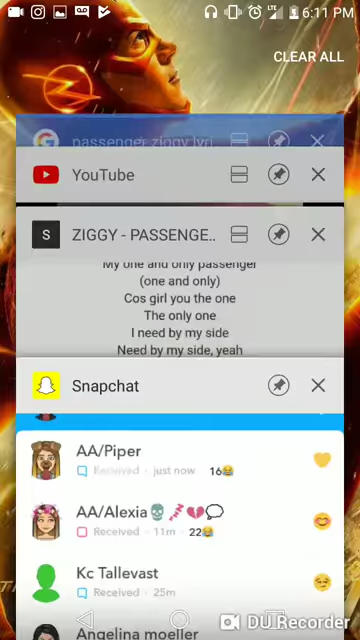 LTE 6:11 PM
CLEAR ALL
passenger ziggy lyri
YouTube
S ZIGGY - PASSENGE..
My one and only passenger
(one and only)
Cos girl you the one
The only one
I need by my side
Need by my side, yeah
Snapchat
AA/Piper
Received · just now 16😂
AA/Alexia💀💤💔💭
Received · 11m · 22😂
Kc Tallevast
Received · 25m
DU Recorder
Angelina moeller